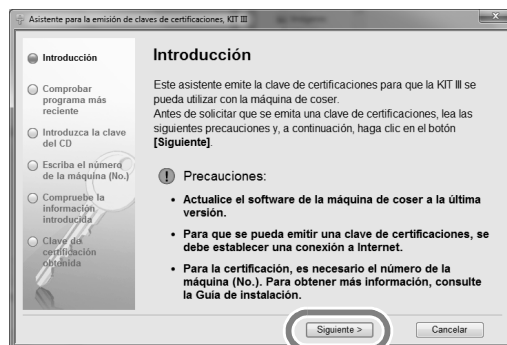 Asistente para la emisión de claves de certificaciones, KIT III
Introducción
Comprobar
programa más
reciente
Introduzca la clave
del CD
Escriba el número
de la máquina (No.)
Compruebe la
información
introducida
Clave de
certificación
obtenida
Introducción
Este asistente emite la clave de certificaciones para que la KIT III se
pueda utilizar con la máquina de coser.
Antes de solicitar que se emita una clave de certificaciones, lea las
siguientes precauciones y, a continuación, haga clic en el botón
[Siguiente].
Precauciones:
• Actualice el software de la máquina de coser a la última
versión.
• Para que se pueda emitir una clave de certificaciones, se
debe establecer una conexión a Internet.
• Para la certificación, es necesario el número de la
máquina (No.). Para obtener más información, consulte
la Guía de instalación.
Siguiente >
Cancelar